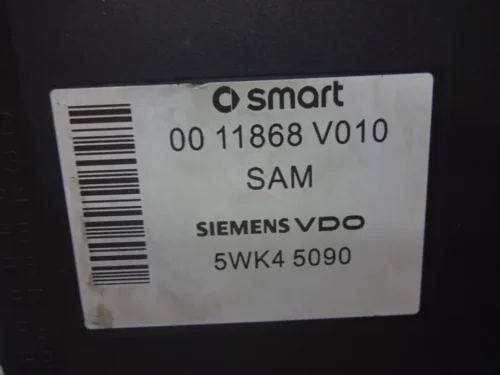 smart
00 11868 V010
SAM
SIEMENS VDO
5WK4 5090